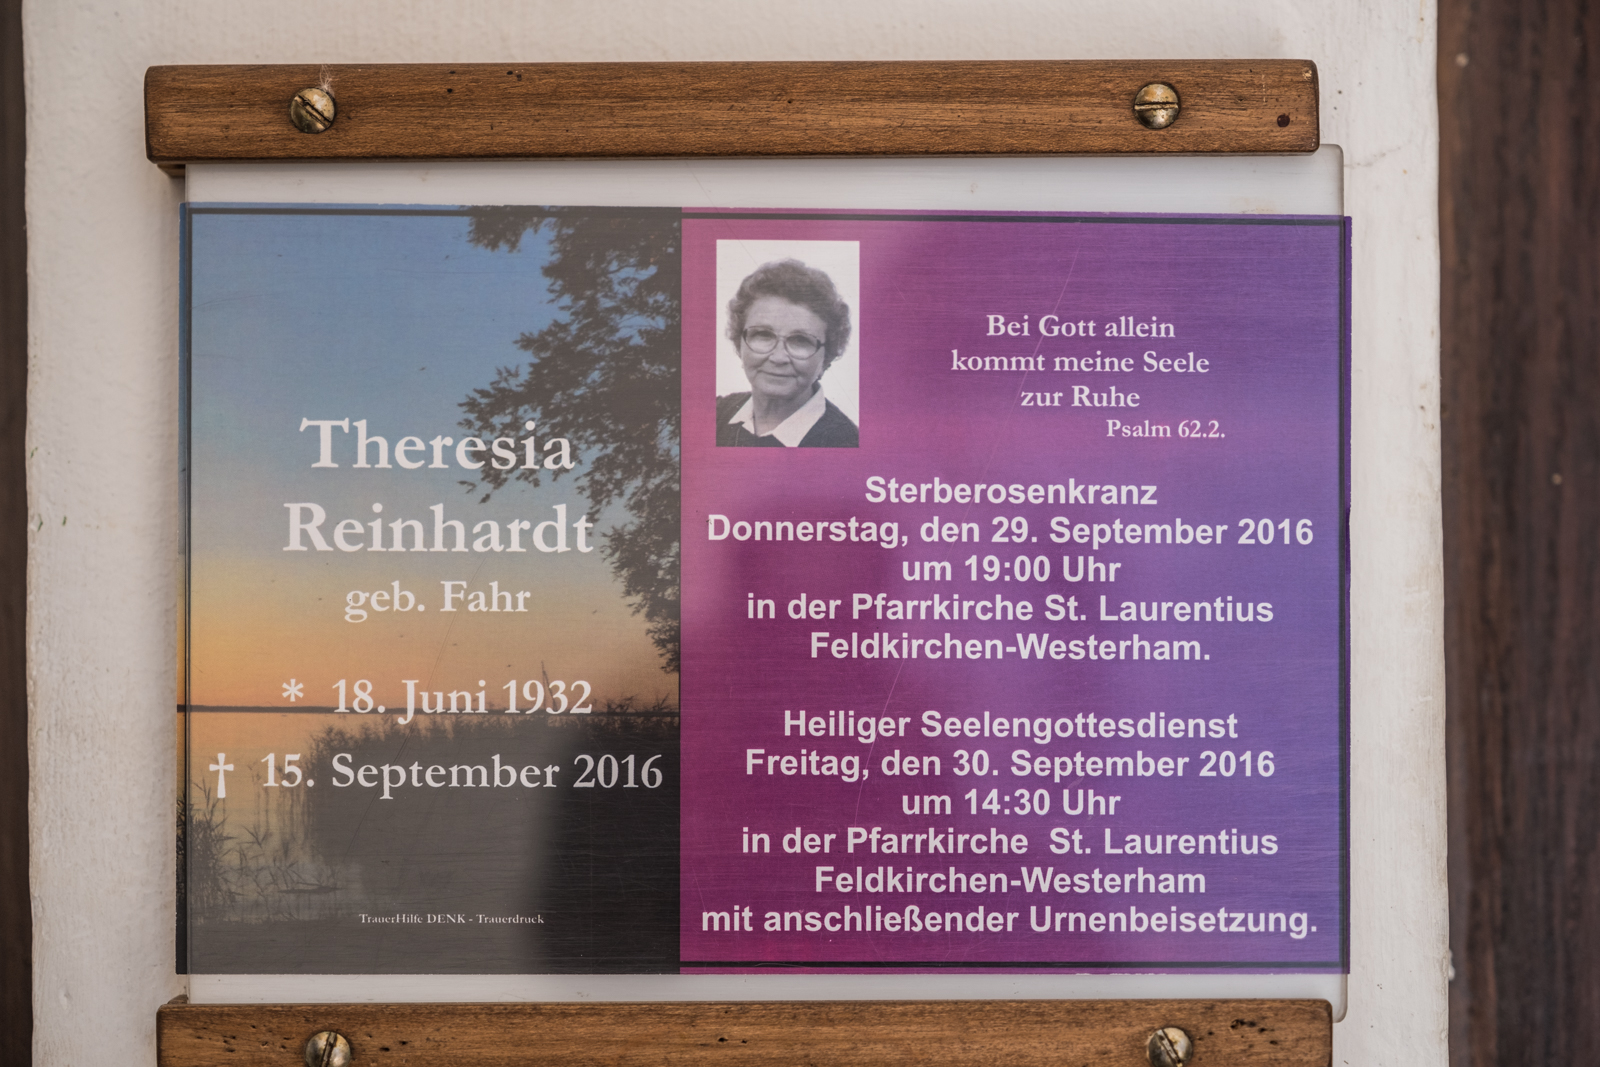 Theresia
Reinhardt
geb. Fahr
* 18. Juni 1932
† 15. September 2016
TrauerHilfe DENK - Trauerdruck
Bei Gott allein
kommt meine Seele
zur Ruhe
Psalm 62.2.
Sterberosenkranz
Donnerstag, den 29. September 2016
um 19:00 Uhr
in der Pfarrkirche St. Laurentius
Feldkirchen-Westerham.
Heiliger Seelengottesdienst
Freitag, den 30. September 2016
um 14:30 Uhr
in der Pfarrkirche St. Laurentius
Feldkirchen-Westerham
mit anschließender Urnenbeisetzung.